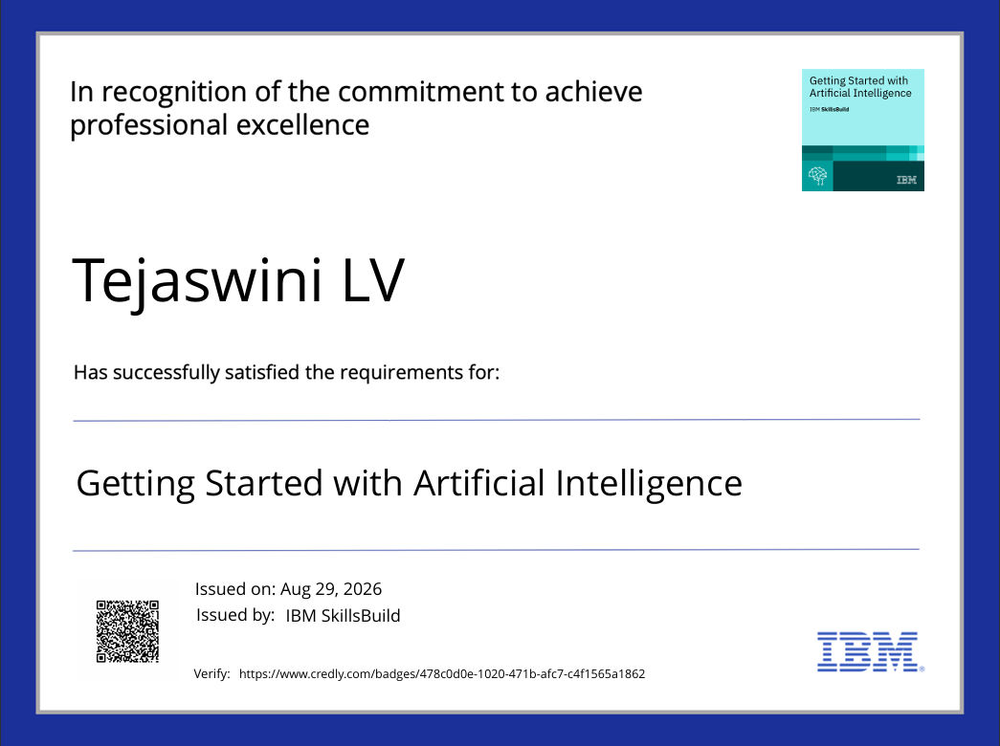 In recognition of the commitment to achieve
professional excellence
Getting Started with
Artificial Intelligence
IBM SkillsBuild
IBM
Tejaswini LV
Has successfully satisfied the requirements for:
Getting Started with Artificial Intelligence
Issued on: Aug 29, 2026
Issued by: IBM SkillsBuild
Verify: https://www.credly.com/badges/478c0d0e-1020-471b-afc7-c4f1565a1862
IBM®